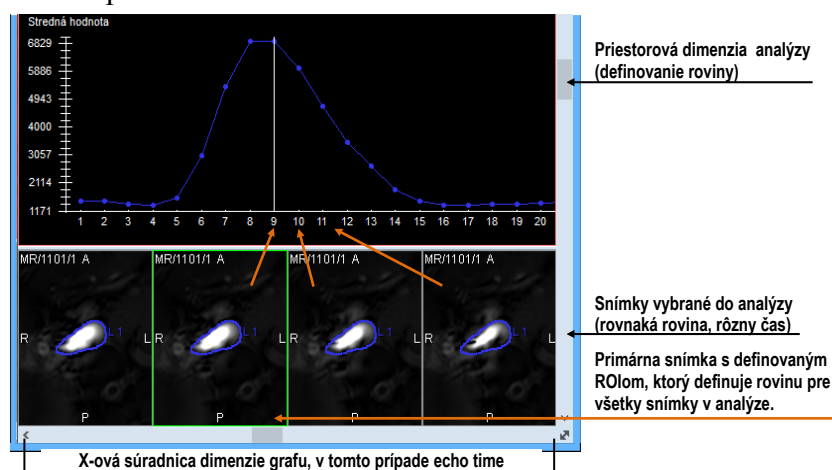 Stredná hodnota
6829
5886
4943
4000
3057
2114
1171
1 2 3 4 5 6 7 8 9 10 11 12 13 14 15 16 17 18 19 20
Priestorová dimenzia analýzy
(definovanie roviny)
MR/1101/1 A MR/1101/1 A MR/1101/1 A MR/1101/1 A
R L 1 L R L 1 L R L 1 L R L 1 L
P P P P
Snímky vybrané do analýzy
(rovnaká rovina, rôzny čas)
Primárna snímka s definovaným
ROIom, ktorý definuje rovinu pre
všetky snímky v analýze.
X-ová súradnica dimenzie grafu, v tomto prípade echo time